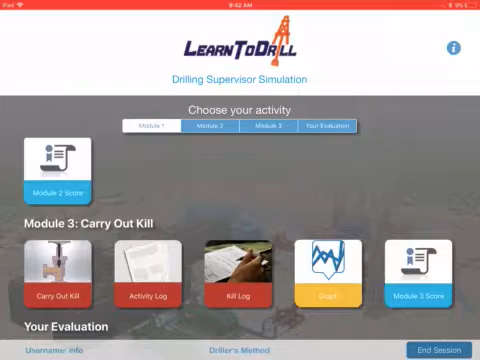 iPad
9:42 AM
9%
LEARNTODRILL
Drilling Supervisor Simulation
Choose your activity
Module 1
Module 2
Module 3
Your Evaluation
Module 2 Score
Module 3: Carry Out Kill
Carry Out Kill
Activity Log
Kill Log
Graph
Module 3 Score
Your Evaluation
Username: info
Driller's Method
End Session